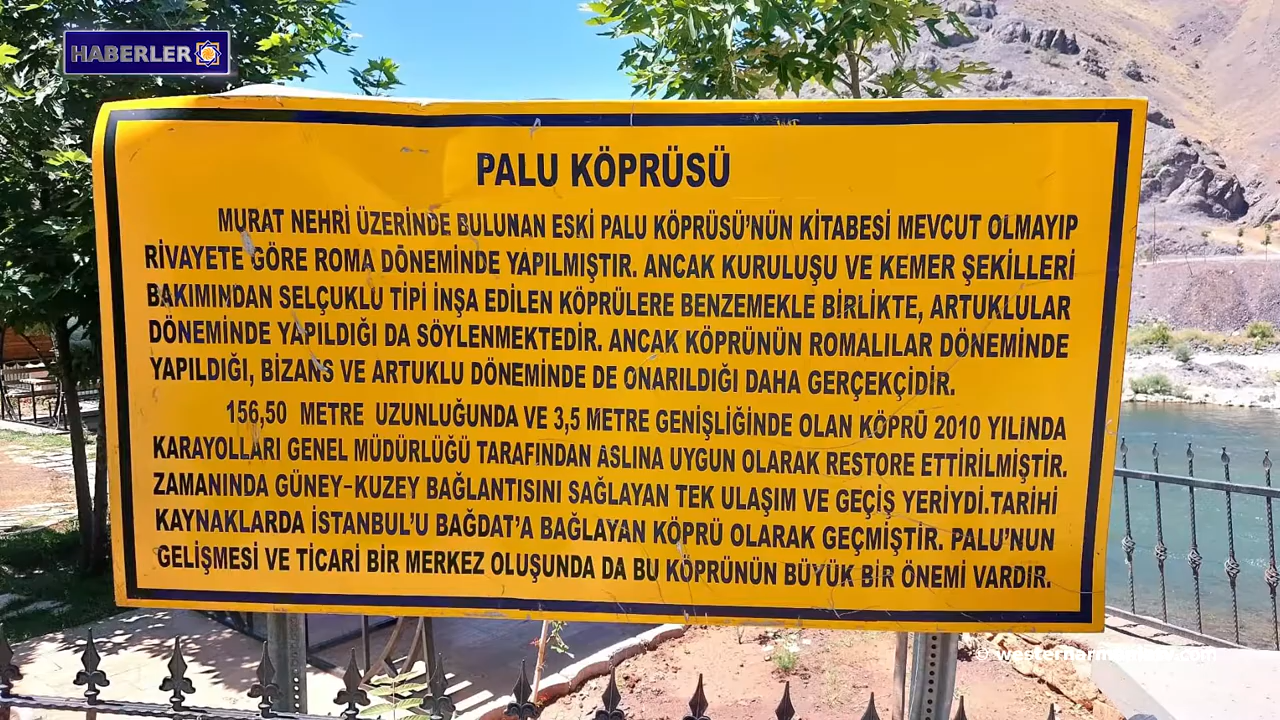 HABERLER
PALU KÖPRÜSÜ
MURAT NEHRİ ÜZERİNDE BULUNAN ESKİ PALU KÖPRÜSÜ'NÜN KİTABESİ MEVCUT OLMAYIP
RİVAYETE GÖRE ROMA DÖNEMİNDE YAPILMIŞTIR. ANCAK KURULUŞU VE KEMER ŞEKİLLERİ
BAKIMINDAN SELÇUKLU TİPİ İNŞA EDİLEN KÖPRÜLERE BENZEMEKLE BİRLİKTE, ARTUKLULAR
DÖNEMİNDE YAPILDIĞI DA SÖYLENMEKTEDİR. ANCAK KÖPRÜNÜN ROMALILAR DÖNEMİNDE
YAPILDIĞI, BİZANS VE ARTUKLU DÖNEMİNDE DE ONARILDIĞI DAHA GERÇEKÇİDİR.
156,50 METRE UZUNLUĞUNDA VE 3,5 METRE GENİŞLİĞİNDE OLAN KÖPRÜ 2010 YILINDA
KARAYOLLARI GENEL MÜDÜRLÜĞÜ TARAFINDAN ASLINA UYGUN OLARAK RESTORE ETTİRİLMİŞTİR.
ZAMANINDA GÜNEY-KUZEY BAĞLANTISINI SAĞLAYAN TEK ULAŞIM VE GEÇİŞ YERİYDİ.TARİHİ
KAYNAKLARDA İSTANBUL'U BAĞDAT'A BAĞLAYAN KÖPRÜ OLARAK GEÇMİŞTİR. PALU'NUN
GELİŞMESİ VE TİCARİ BİR MERKEZ OLUŞUNDA DA BU KÖPRÜNÜN BÜYÜK BİR ÖNEMİ VARDIR.